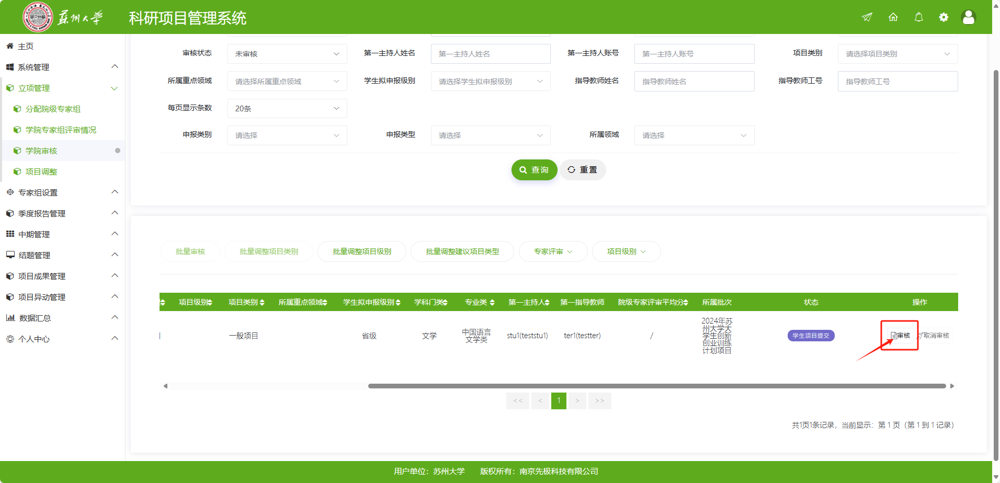 苏州大学
科研项目管理系统
主页
系统管理
立项管理
分配院级专家组
学院专家组评审情况
学院审核
项目调整
专家组设置
季度报告管理
中期管理
结题管理
项目成果管理
项目异动管理
数据汇总
个人中心
审核状态 未审核 第一主持人姓名 第一主持人姓名 第一主持人账号 第一主持人账号 项目类别 请选择项目类别
所属重点领域 请选择所属重点领域 学生拟申报级别 请选择学生拟申报级别 指导教师姓名 指导教师姓名 指导教师工号 指导教师工号
每页显示条数 20条
申报类别 请选择 申报类型 请选择 所属领域 请选择
查询 重置
批量审核 批量调整项目类别 批量调整项目级别 批量调整建议项目类型 专家评审 项目级别
项目级别 项目类别 所属重点领域 学生拟申报级别 学科门类 专业类 第一主持人 第一指导教师 院级专家评审平均分 所属批次 状态 操作
一般项目 省级 文学
中国语言
文学类
stu1(teststu1) ter1(testter) /
2024年苏
州大学大
学生创新
创业训练
计划项目
学生项目提交 审核 取消审核
<< < 1 > >>
共1页1条记录，当前显示：第 1 页（第 1 到 1 记录）
用户单位：苏州大学 版权所有：南京先极科技有限公司